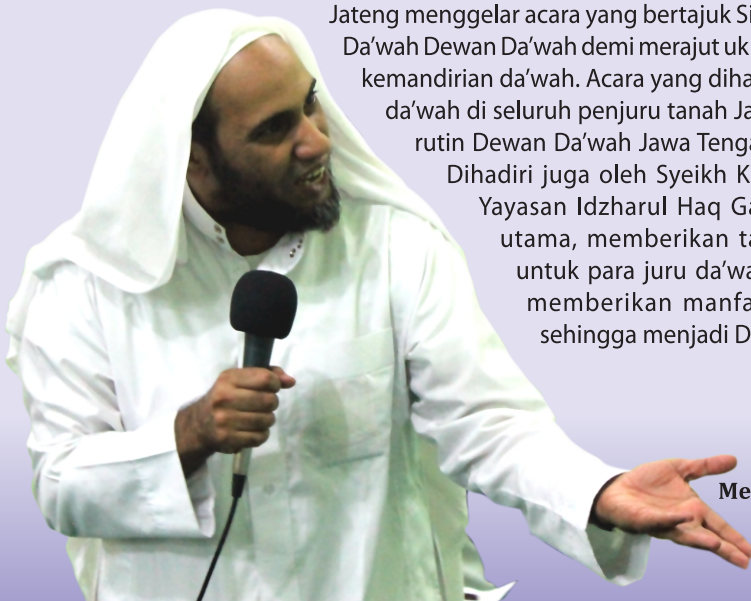 Jateng menggelar acara yang bertajuk Si
Da’wah Dewan Da’wah demi merajut uk
kemandirian da’wah. Acara yang diha
da’wah di seluruh penjuru tanah Ja
rutin Dewan Da’wah Jawa Tenga
Dihadiri juga oleh Syeikh K
Yayasan Idzharul Haq Ga
utama, memberikan ta
untuk para juru da’wa
memberikan manfa
sehingga menjadi D
Me